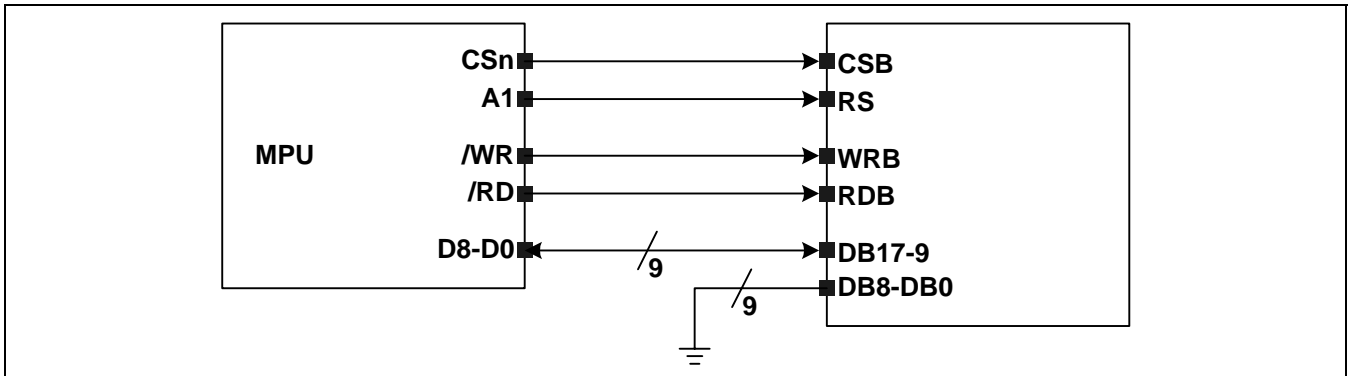 CSn CSB
A1 RS
MPU /WR WRB
/RD RDB
D8-D0 9 DB17-9
9 DB8-DB0